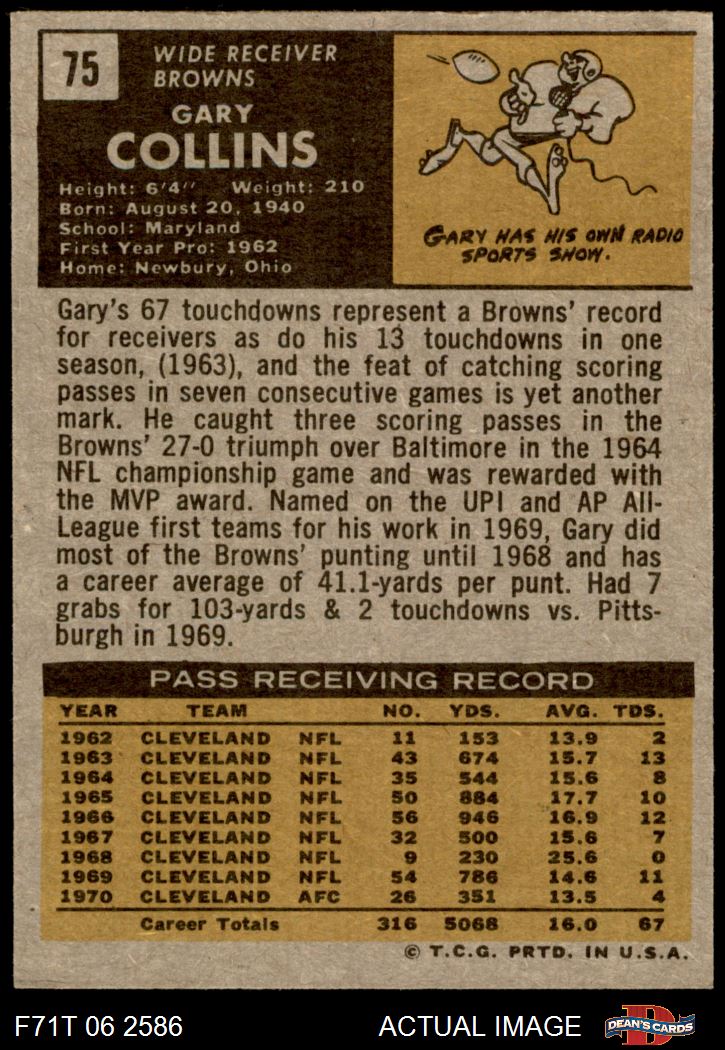 75
WIDE RECEIVER
BROWNS
GARY
COLLINS
Height: 6'4" Weight: 210
Born: August 20, 1940
School: Maryland
First Year Pro: 1962
Home: Newbury, Ohio
GARY HAS HIS OWN RADIO
SPORTS SHOW.
Gary's 67 touchdowns represent a Browns' record
for receivers as do his 13 touchdowns in one
season, (1963), and the feat of catching scoring
passes in seven consecutive games is yet another
mark. He caught three scoring passes in the
Browns' 27-0 triumph over Baltimore in the 1964
NFL championship game and was rewarded with
the MVP award. Named on the UPI and AP All-
League first teams for his work in 1969, Gary did
most of the Browns' punting until 1968 and has
a career average of 41.1-yards per punt. Had 7
grabs for 103-yards & 2 touchdowns vs. Pitts-
burgh in 1969.
PASS RECEIVING RECORD
YEAR TEAM NO. YDS. AVG. TDS.
1962 CLEVELAND NFL 11 153 13.9 2
1963 CLEVELAND NFL 43 674 15.7 13
1964 CLEVELAND NFL 35 544 15.6 8
1965 CLEVELAND NFL 50 884 17.7 10
1966 CLEVELAND NFL 56 946 16.9 12
1967 CLEVELAND NFL 32 500 15.6 7
1968 CLEVELAND NFL 9 230 25.6 0
1969 CLEVELAND NFL 54 786 14.6 11
1970 CLEVELAND AFC 26 351 13.5 4
Career Totals 316 5068 16.0 67
© T.C.G. PRTD. IN U.S.A.
F71T 06 2586 ACTUAL IMAGE
D
DEAN'S CARDS